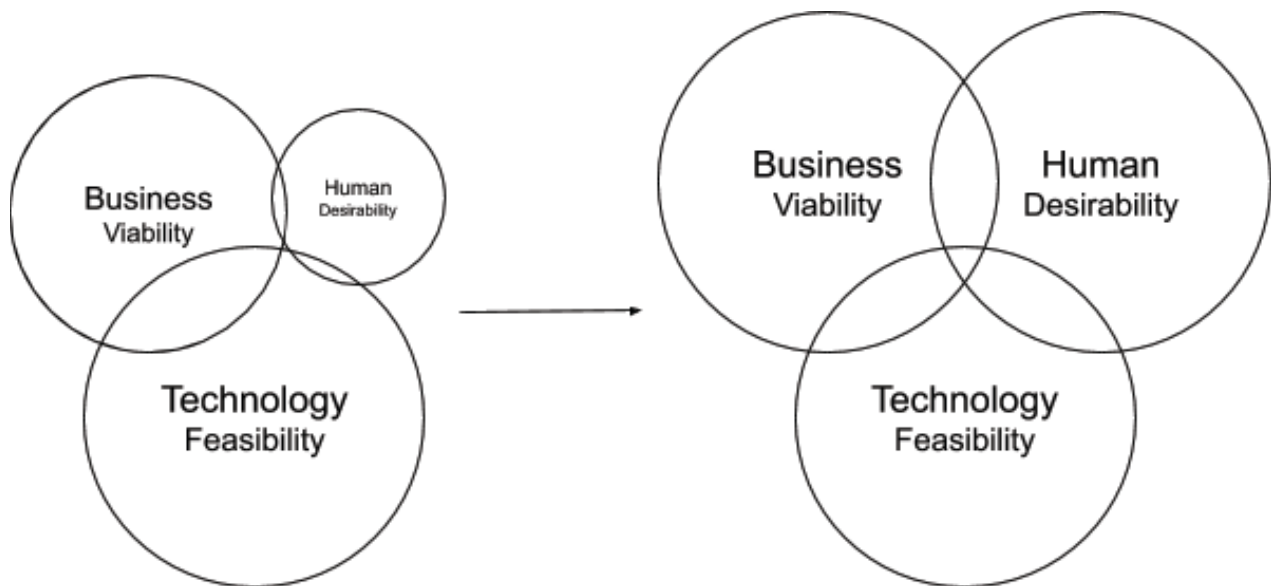 Business
Viability
Human
Desirability
Technology
Feasibility
Business
Viability
Human
Desirability
Technology
Feasibility